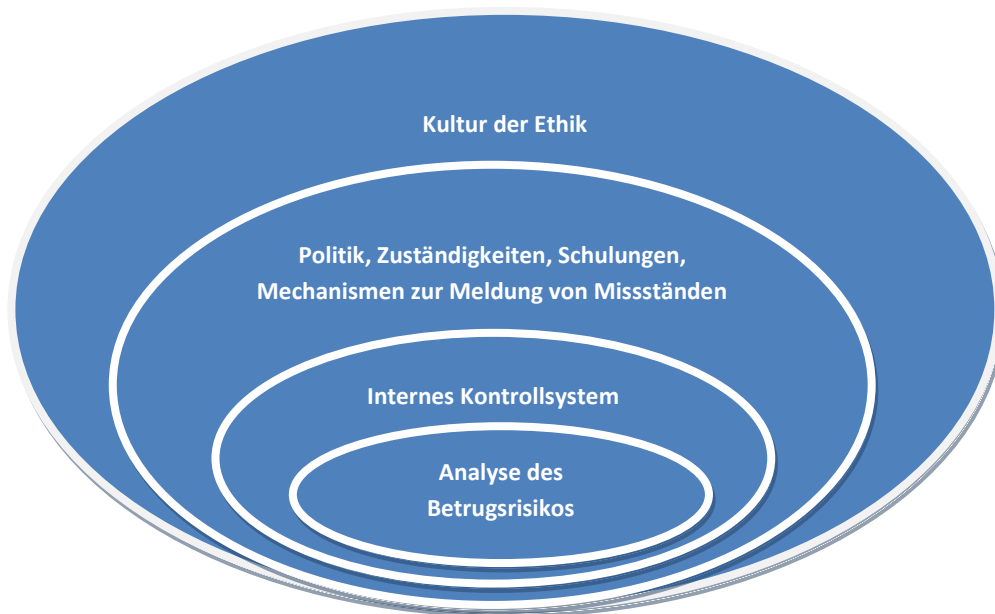 Kultur der Ethik
Politik, Zuständigkeiten, Schulungen,
Mechanismen zur Meldung von Missständen
Internes Kontrollsystem
Analyse des
Betrugsrisikos